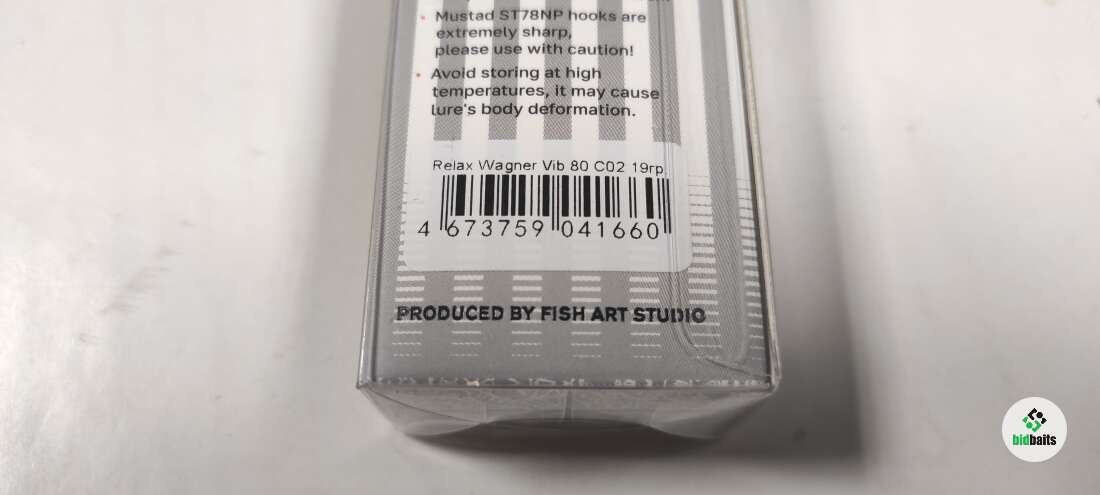 • Mustad ST78NP hooks are
extremely sharp,
please use with caution!
• Avoid storing at high
temperatures, it may cause
lure's body deformation.
Relax Wagner Vib 80 C02 19гр.
4 673759 041660
PRODUCED BY FISH ART STUDIO
bidbaits